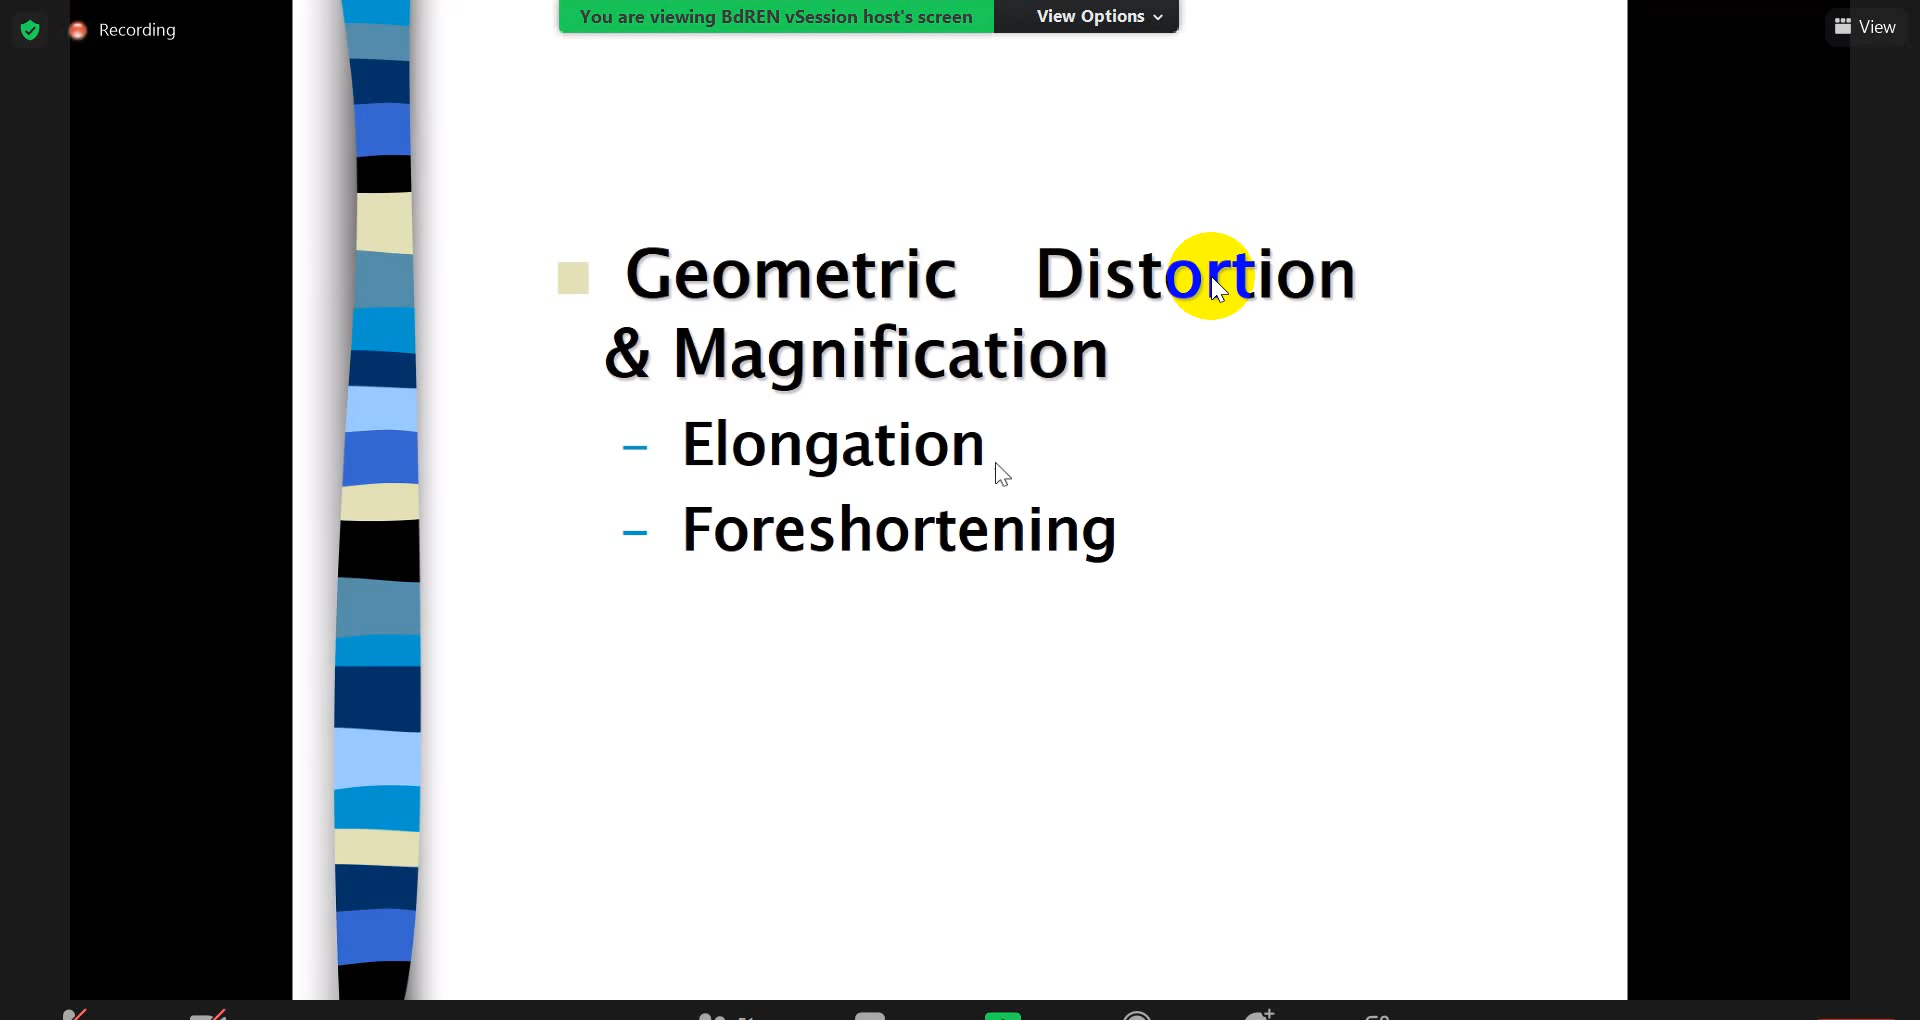 Recording
You are viewing BdREN vSession host's screen
View Options
View
Geometric Distortion
& Magnification
– Elongation
– Foreshortening